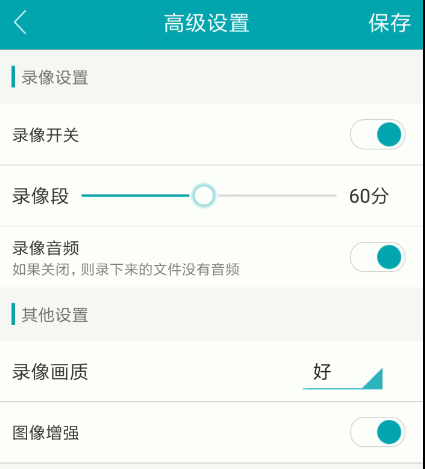 高级设置 保存
录像设置
录像开关
录像段 60分
录像音频
如果关闭，则录下来的文件没有音频
其他设置
录像画质 好
图像增强